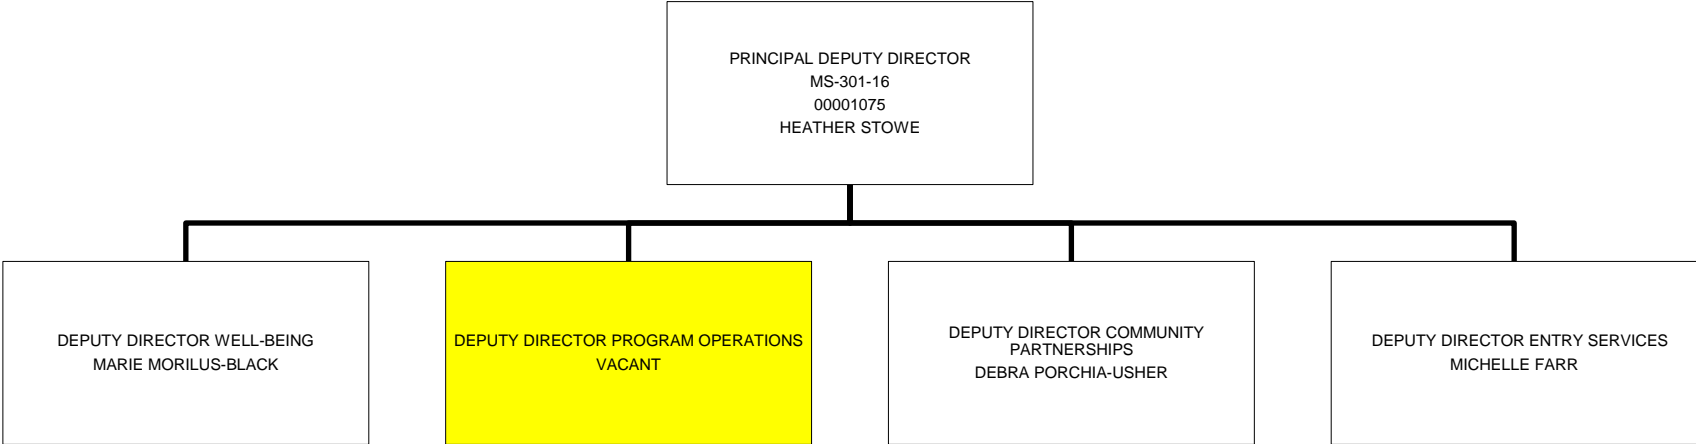 PRINCIPAL DEPUTY DIRECTOR
MS-301-16
00001075
HEATHER STOWE
DEPUTY DIRECTOR WELL-BEING
MARIE MORILUS-BLACK
DEPUTY DIRECTOR PROGRAM OPERATIONS
VACANT
DEPUTY DIRECTOR COMMUNITY
PARTNERSHIPS
DEBRA PORCHIA-USHER
DEPUTY DIRECTOR ENTRY SERVICES
MICHELLE FARR